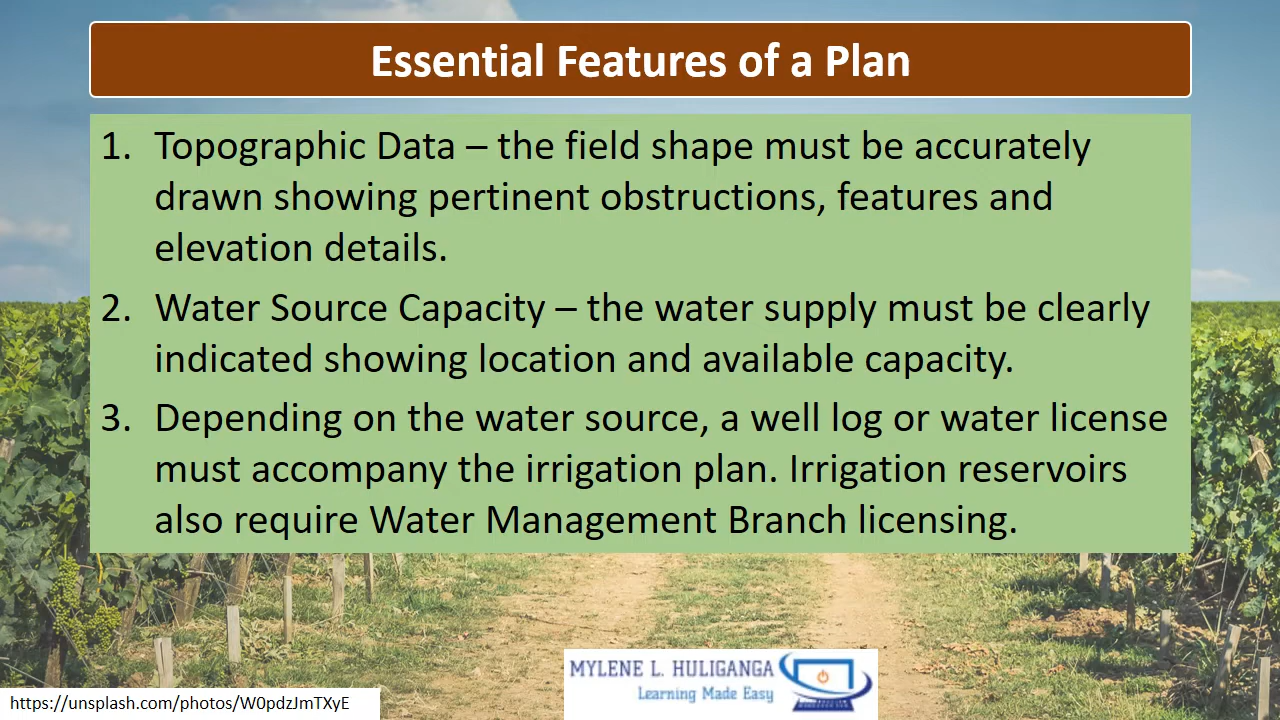 Essential Features of a Plan
1. Topographic Data – the field shape must be accurately
drawn showing pertinent obstructions, features and
elevation details.
2. Water Source Capacity – the water supply must be clearly
indicated showing location and available capacity.
3. Depending on the water source, a well log or water license
must accompany the irrigation plan. Irrigation reservoirs
also require Water Management Branch licensing.
MYLENE L. HULIGANGA
Learning Made Easy
https://unsplash.com/photos/W0pdzJmTXyE